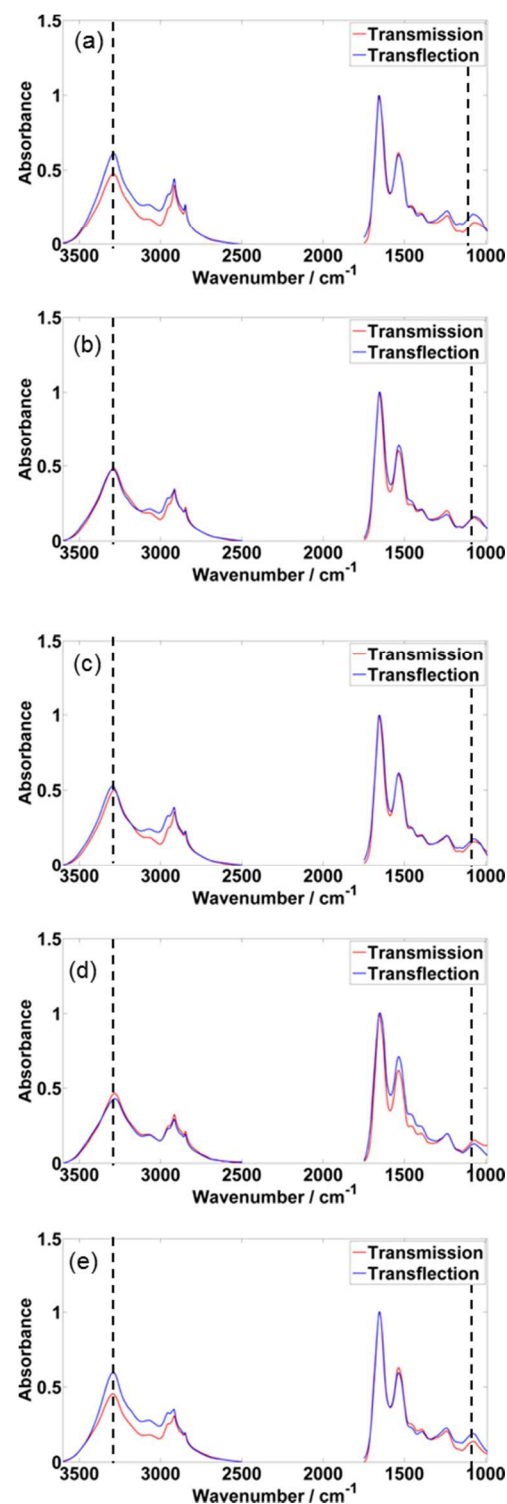 (a)
Transmission
Transflection
1.5
1
0.5
0
Absorbance
3500 3000 2500 2000 1500 1000
Wavenumber / cm-1
(b)
Transmission
Transflection
1.5
1
0.5
0
Absorbance
3500 3000 2500 2000 1500 1000
Wavenumber / cm-1
(c)
Transmission
Transflection
1.5
1
0.5
0
Absorbance
3500 3000 2500 2000 1500 1000
Wavenumber / cm-1
(d)
Transmission
Transflection
1.5
1
0.5
0
Absorbance
3500 3000 2500 2000 1500 1000
Wavenumber / cm-1
(e)
Transmission
Transflection
1.5
1
0.5
0
Absorbance
3500 3000 2500 2000 1500 1000
Wavenumber / cm-1